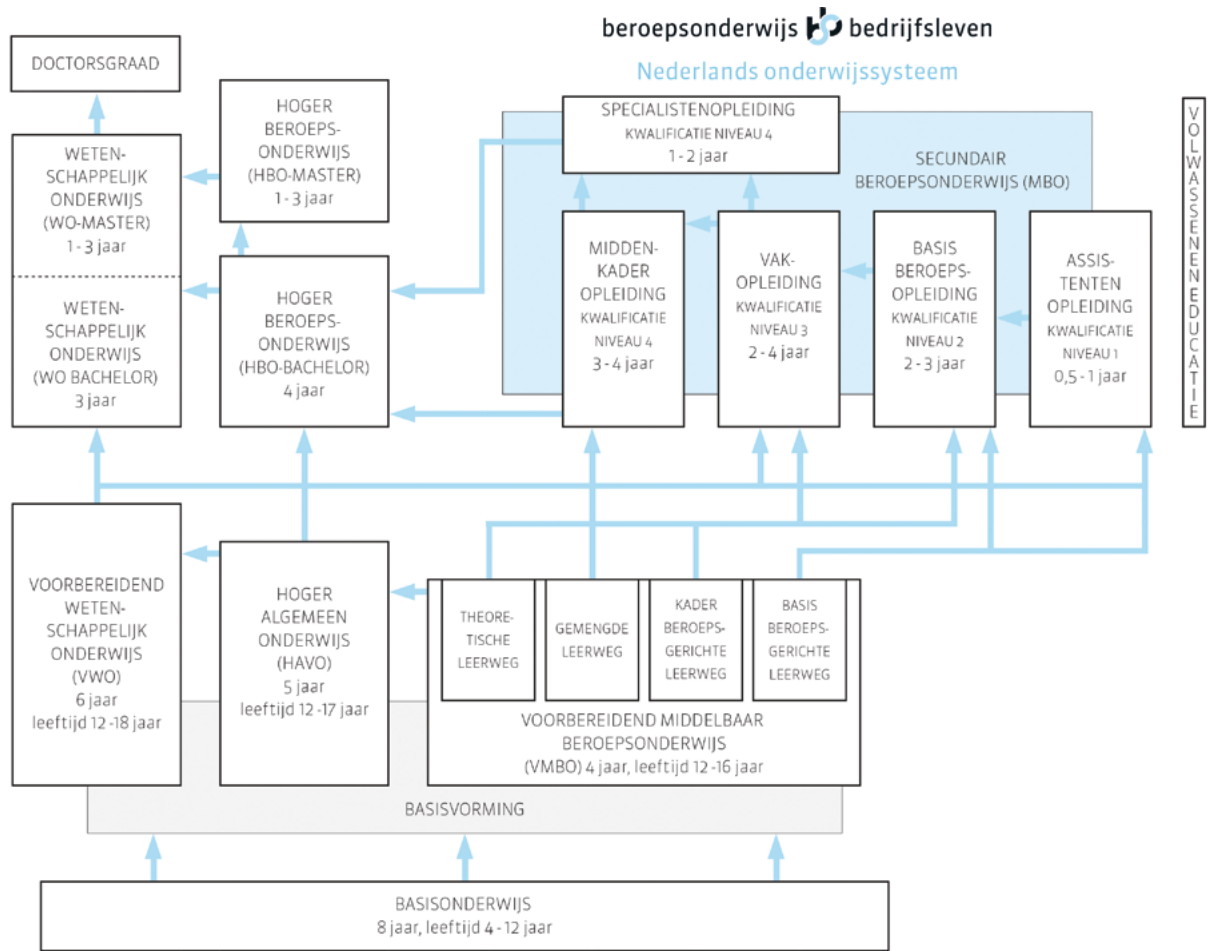 beroepsonderwijs bedrijfsleven
Nederlands onderwijssysteem
DOCTORSGRAAD
HOGER
BEROEPS-
ONDERWIJS
(HBO-MASTER)
1 - 3 jaar
WETEN-
SCHAPPELIJK
ONDERWIJS
(WO-MASTER)
1 - 3 jaar
WETEN-
SCHAPPELIJK
ONDERWIJS
(WO BACHELOR)
3 jaar
HOGER
BEROEPS-
ONDERWIJS
(HBO-BACHELOR)
4 jaar
SPECIALISTENOPLEIDING
KWALIFICATIE NIVEAU 4
1 - 2 jaar
SECUNDAIR
BEROEPSONDERWIJS (MBO)
MIDDEN-
KADER
OPLEIDING
KWALIFICATIE
NIVEAU 4
3 - 4 jaar
VAK-
OPLEIDING
KWALIFICATIE
NIVEAU 3
2 - 4 jaar
BASIS
BEROEPS-
OPLEIDING
KWALIFICATIE
NIVEAU 2
2 - 3 jaar
ASSIS-
TENTEN
OPLEIDING
KWALIFICATIE
NIVEAU 1
0,5 - 1 jaar
VOLWASSENEN EDUCATIE
VOORBEREIDEND
WETEN-
SCHAPPELIJK
ONDERWIJS
(VWO)
6 jaar
leeftijd 12 -18 jaar
HOGER
ALGEMEEN
ONDERWIJS
(HAVO)
5 jaar
leeftijd 12 -17 jaar
THEORE-
TISCHE
LEERWEG
GEMENGDE
LEERWEG
KADER
BEROEPS-
GERICHTE
LEERWEG
BASIS
BEROEPS-
GERICHTE
LEERWEG
VOORBEREIDEND MIDDELBAAR
BEROEPSONDERWIJS
(VMBO) 4 jaar, leeftijd 12 -16 jaar
BASISVORMING
BASISONDERWIJS
8 jaar, leeftijd 4 - 12 jaar